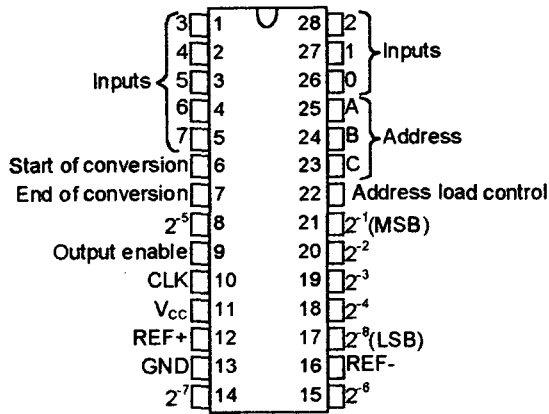 3 1 28 2
4 2 27 1
Inputs 5 3 26 0 Inputs
6 4 25 A
7 5 24 B Address
Start of conversion 6 23 C
End of conversion 7 22 Address load control
2⁻⁵ 8 21 2⁻¹(MSB)
Output enable 9 20 2⁻²
CLK 10 19 2⁻³
V_CC 11 18 2⁻⁴
REF+ 12 17 2⁻⁸(LSB)
GND 13 16 REF-
2⁻⁷ 14 15 2⁻⁶